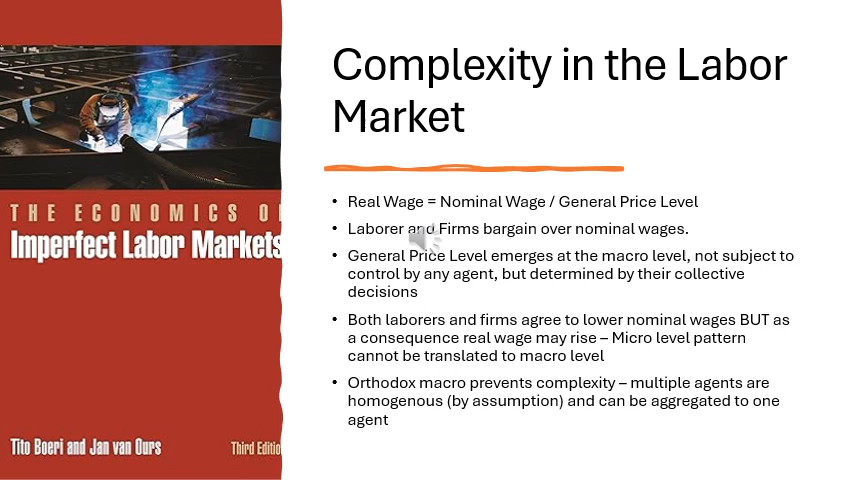 THE ECONOMICS O
Imperfect Labor Markets
Tito Boeri and Jan van Ours
Third Editio
Complexity in the Labor
Market
• Real Wage = Nominal Wage / General Price Level
• Laborer and Firms bargain over nominal wages.
• General Price Level emerges at the macro level, not subject to
control by any agent, but determined by their collective
decisions
• Both laborers and firms agree to lower nominal wages BUT as
a consequence real wage may rise – Micro level pattern
cannot be translated to macro level
• Orthodox macro prevents complexity – multiple agents are
homogenous (by assumption) and can be aggregated to one
agent